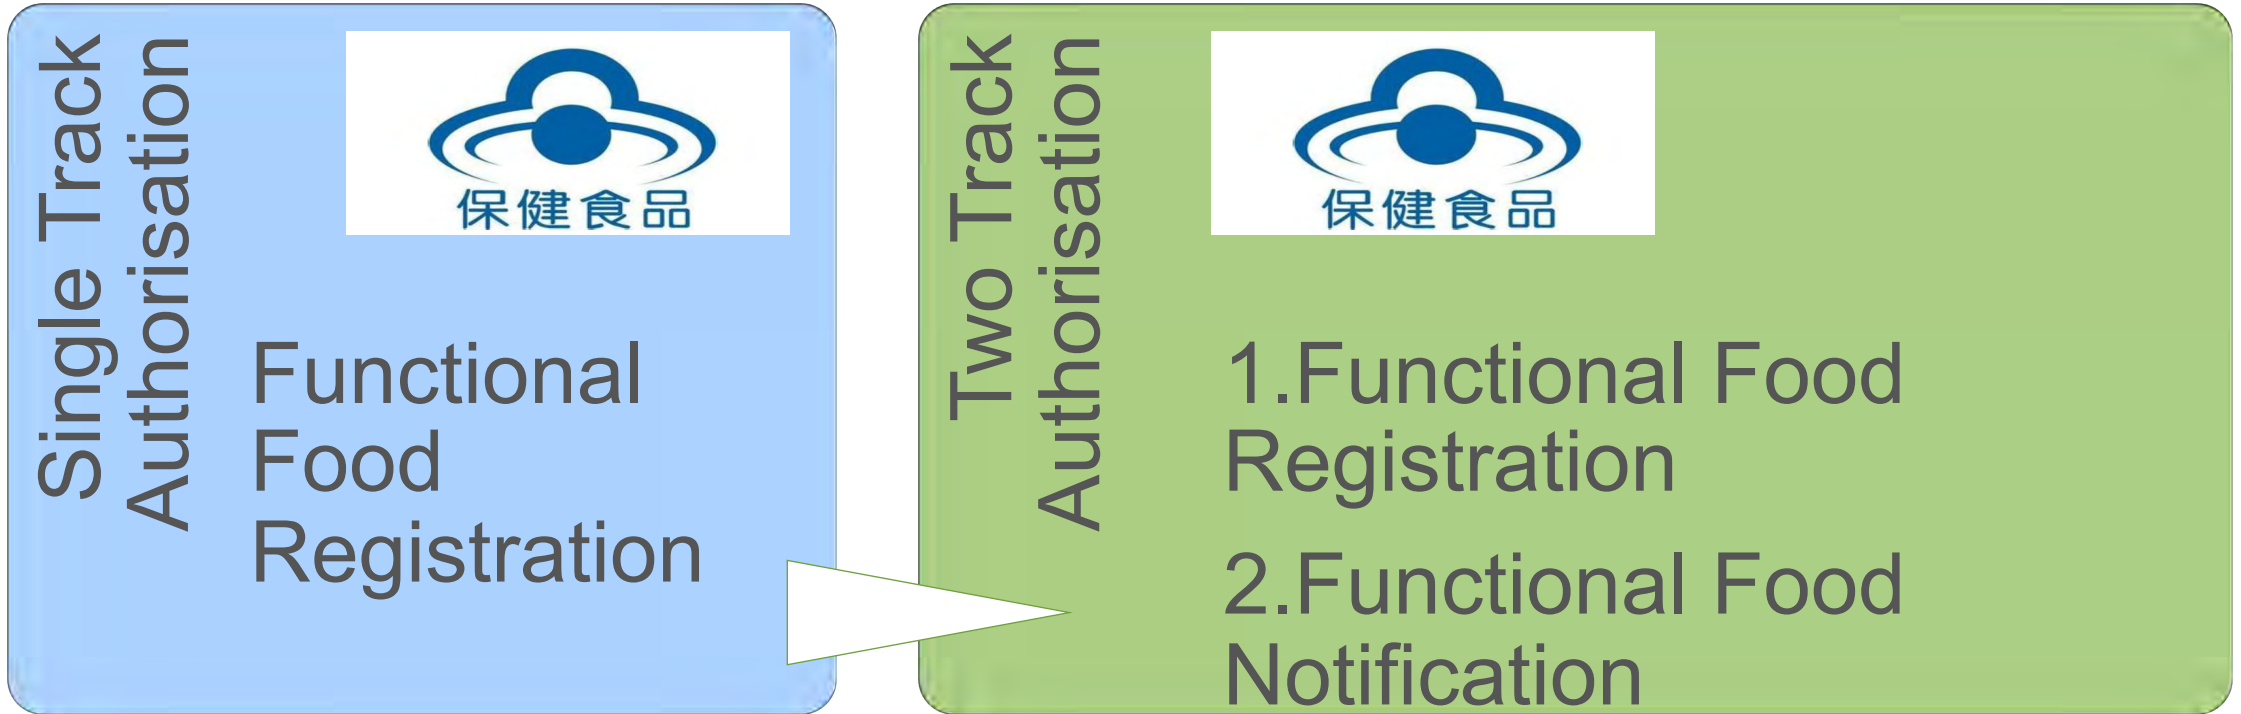 Single Track
Authorisation
保健食品
Functional
Food
Registration
Two Track
Authorisation
保健食品
1.Functional Food
Registration
2.Functional Food
Notification